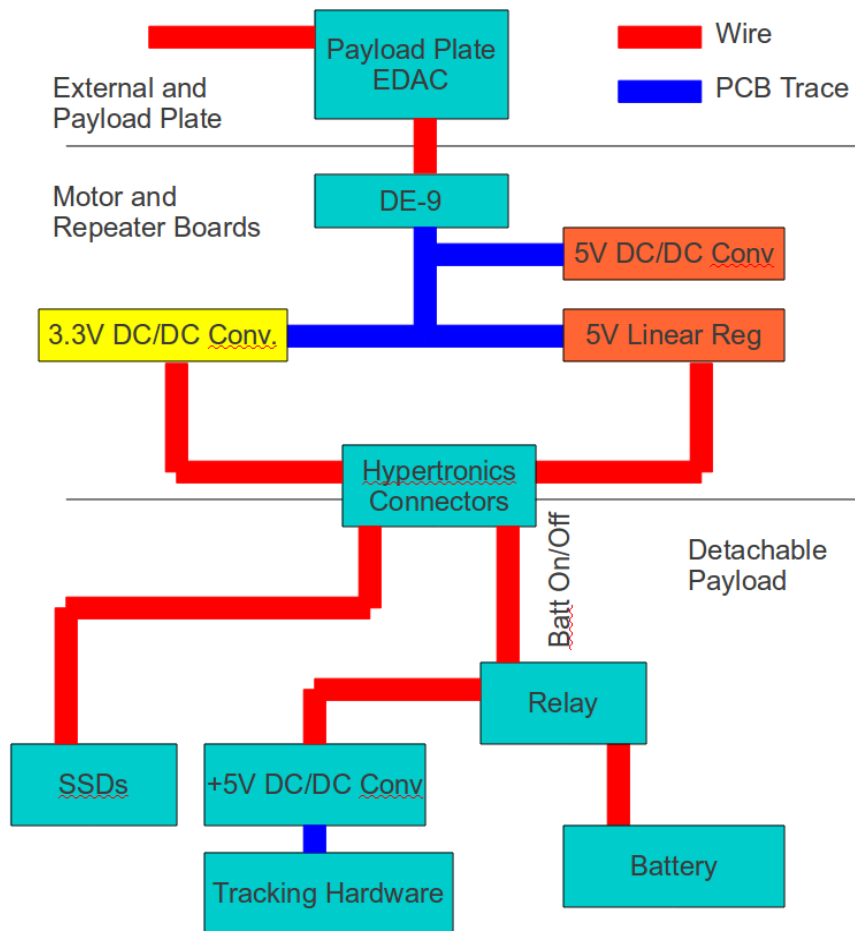 Payload Plate
EDAC
Wire
PCB Trace
External and
Payload Plate
DE-9
Motor and
Repeater Boards
5V DC/DC Conv
3.3V DC/DC Conv.
5V Linear Reg
Hypertronics
Connectors
Batt On/Off
Detachable
Payload
Relay
SSDs
+5V DC/DC Conv
Battery
Tracking Hardware